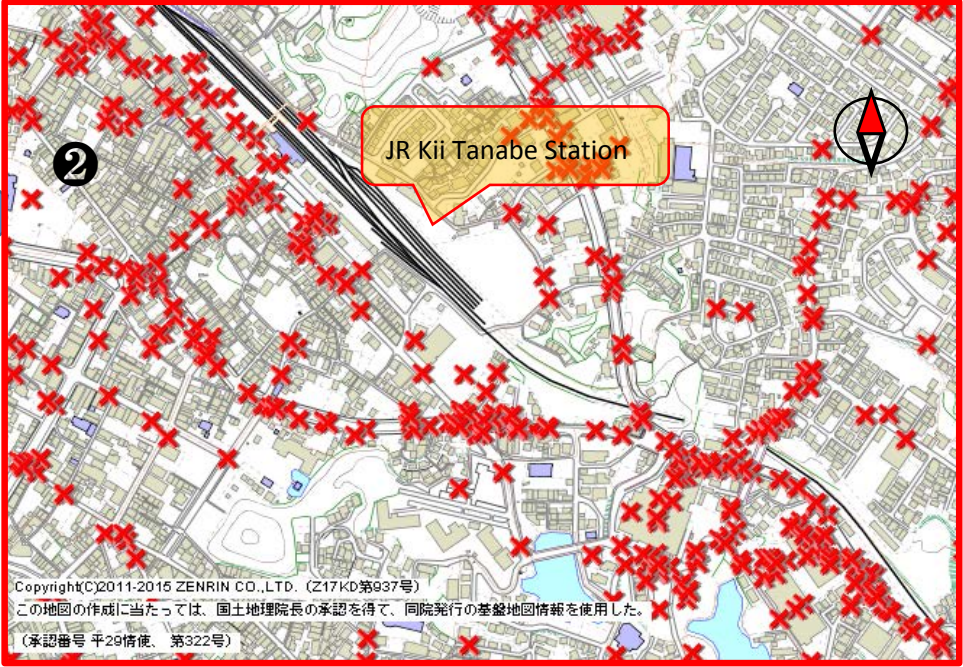 JR Kii Tanabe Station
❷
Copyright(C)2011-2015 ZENRIN CO.,LTD. (Z17KD第937号)
この地図の作成に当たっては、国土地理院長の承認を得て、同院発行の基盤地図情報を使用した。
(承認番号 平29情使、 第322号)